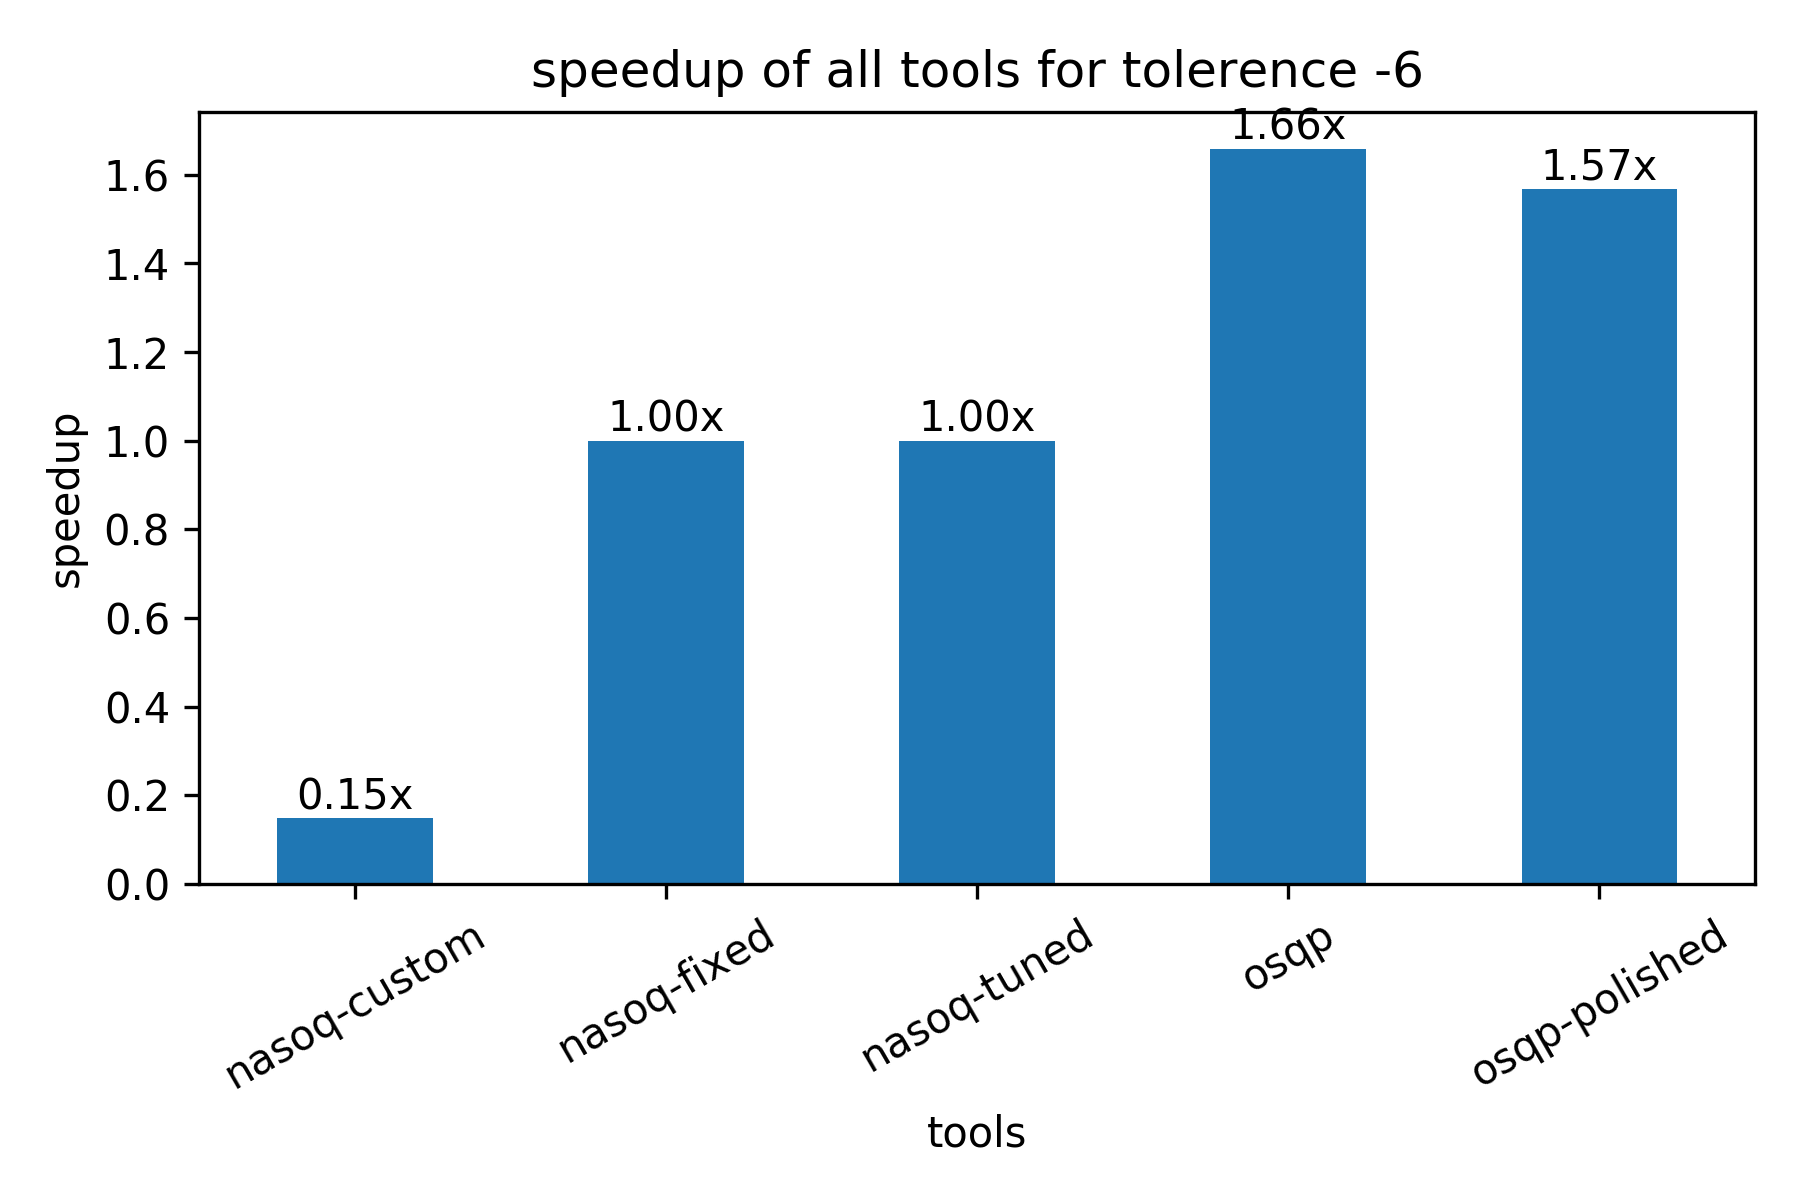 speedup of all tools for tolerence -6
1.66x
1.57x
1.00x
1.00x
0.15x
speedup
1.6
1.4
1.2
1.0
0.8
0.6
0.4
0.2
0.0
nasoq-custom
nasoq-fixed
nasoq-tuned
osqp
osqp-polished
tools